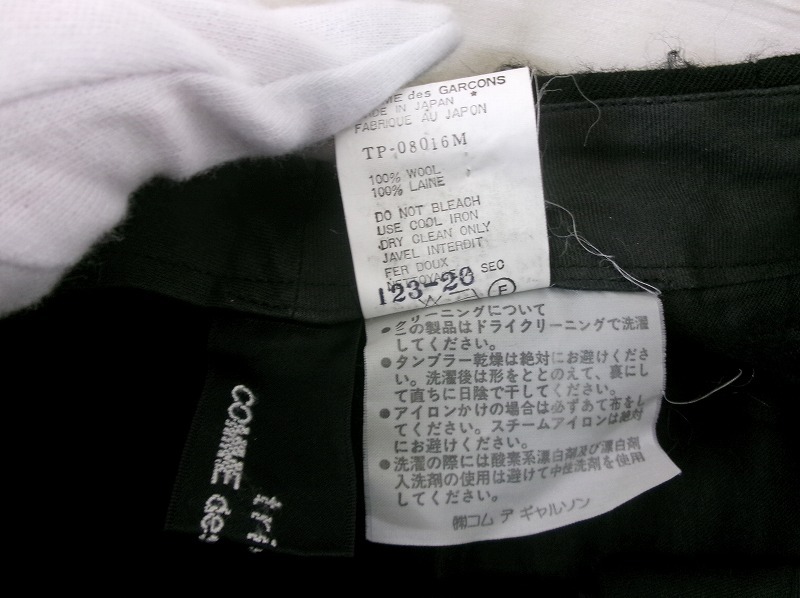 des GARCONS
DE IN JAPAN *
FABRIQUE AU JAPON
TP-08016M
100% WOOL
100% LAINE
DO NOT BLEACH
USE COOL IRON
DRY CLEAN ONLY
JAVEL INTERDIT
FER DOUX
SEC
123-20
F
クリーニングについて
●この製品はドライクリーニングで洗濯
してください。
●タンブラー乾燥は絶対にお避けくださ
い。洗濯後は形をととのえて、裏にし
て直ちに日陰で干してください。
●アイロンかけの場合は必ずあて布をし
てください。スチームアイロンは絶対
にお避けください。
●洗濯の際には酸素系漂白剤及び漂白剤
入洗剤の使用は避けて中性洗剤を使用
してください。
㈱コム デ ギャルソン
tri
COMME de